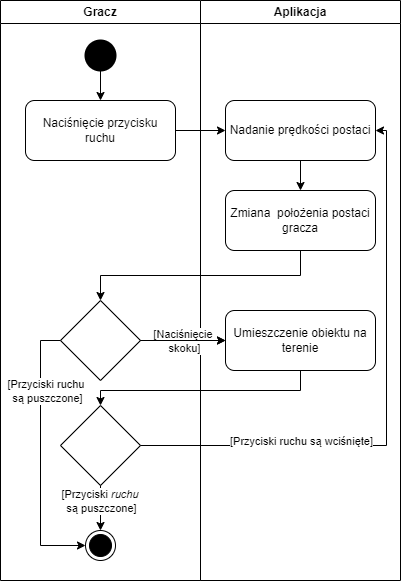 Gracz
Aplikacja
Naciśnięcie przycisku
ruchu
Nadanie prędkości postaci
Zmiana  położenia postaci
gracza
[Naciśnięcie
skoku]
Umieszczenie obiektu na
terenie
[Przyciski ruchu
są puszczone]
[Przyciski ruchu są wciśnięte]
[Przyciski ruchu
są puszczone]